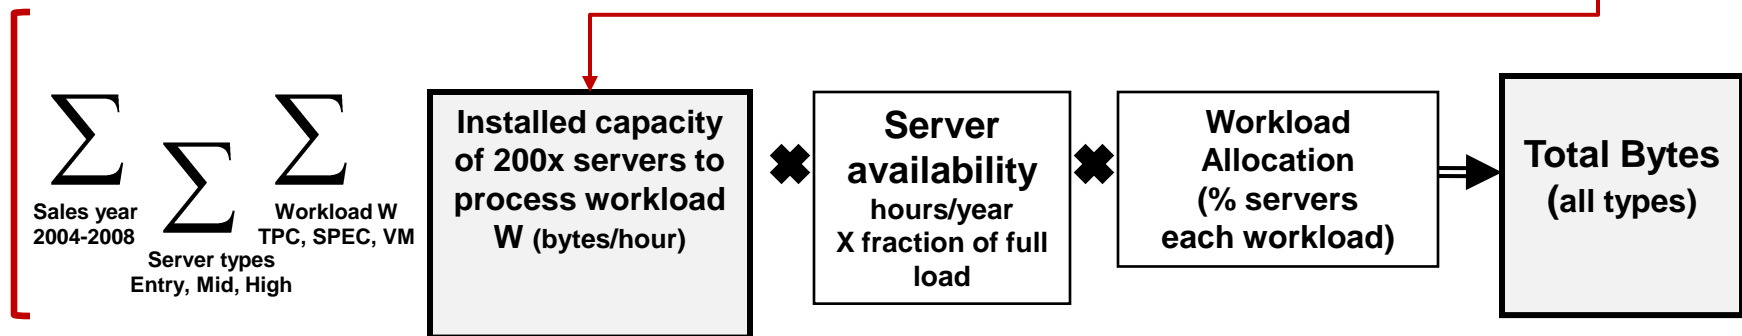 ∑ ∑ ∑
Sales year
2004-2008
Server types
Entry, Mid, High
Workload W
TPC, SPEC, VM
Installed capacity
of 200x servers to
process workload
W (bytes/hour)
Server
availability
hours/year
X fraction of full
load
Workload
Allocation
(% servers
each workload)
Total Bytes
(all types)